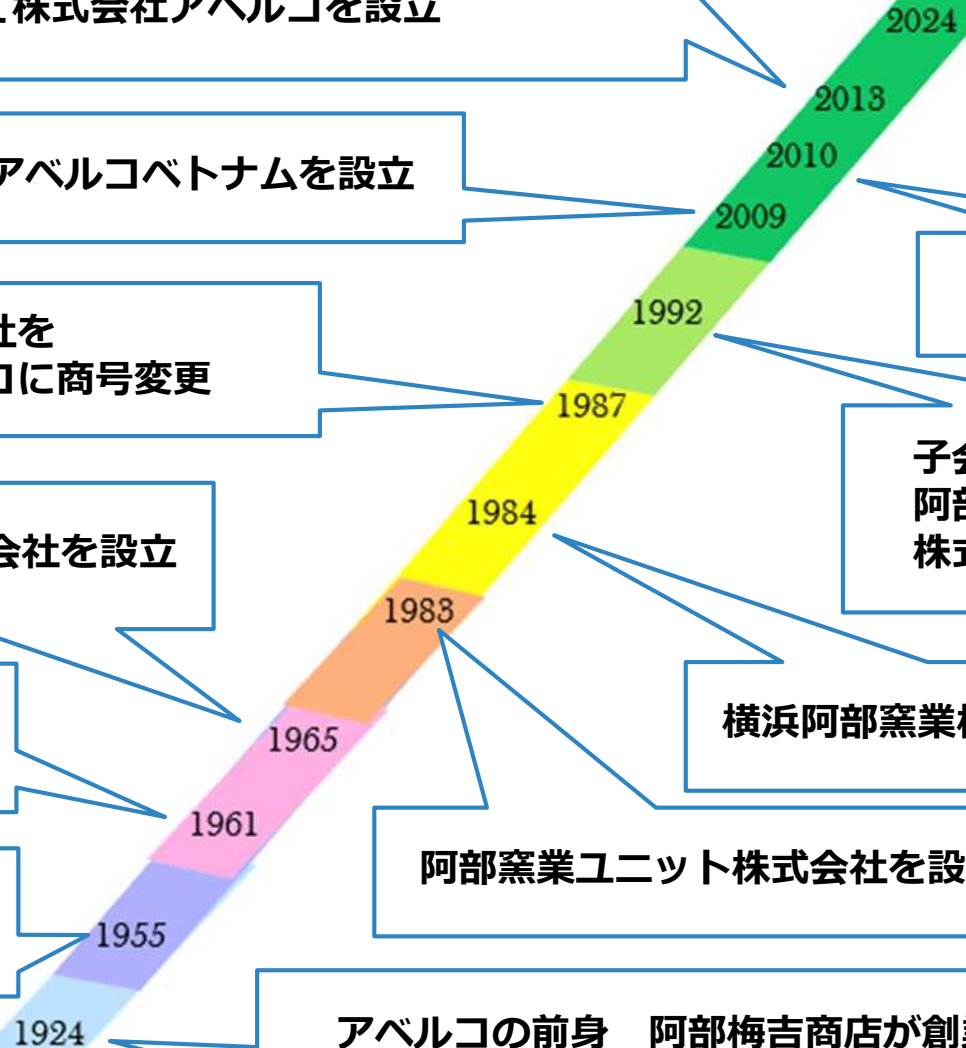 株式会社アベルコを設立
2024
2013
2010
アベルコベトナムを設立
2009
1992
社を
コに商号変更
1987
子会
阿部
株式
1984
会社を設立
1983
横浜阿部窯業株
1965
1961
阿部窯業ユニット株式会社を設
1955
1924
アベルコの前身　阿部梅吉商店が創業